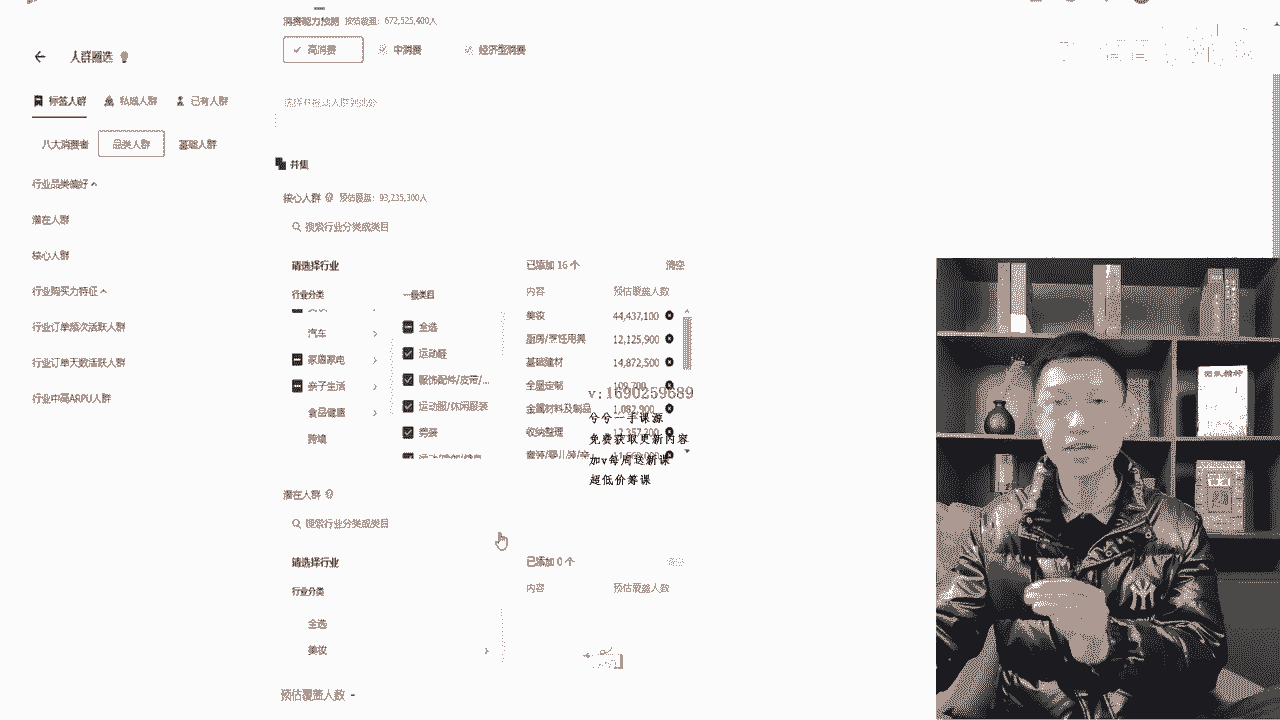 消费能力预测 预估覆盖：672,525,400人
高消费 中消费 经济型消费
人群圈选
标签人群 私域人群 已有人群
八大消费者 品类人群 基础人群
并集
行业品类偏好
核心人群 预估覆盖：93,235,300人
潜在人群
搜索行业分类或类目
核心人群
请选择行业 已添加 16 个 清空
行业购买力特征
行业分类 一级类目 内容 预估覆盖人数
美妆 44,437,100
行业订单频次活跃人群
汽车 全选
厨房/烹饪用具 12,125,900
家居家电 运动鞋
基础建材 14,872,500
行业订单天数活跃人群
亲子生活 服饰配件/皮带/...
全屋定制
v:1690259689
行业中高ARPU人群
食品健康 运动服/休闲服装
金属材料及制品 1,082,900
兮兮一手课源
跨境 男装
收纳整理
免费获取更新内容
加v每周送新课
超低价筹课
潜在人群
搜索行业分类或类目
请选择行业 已添加 0 个
行业分类 内容 预估覆盖人数
全选
美妆
预估覆盖人数 -